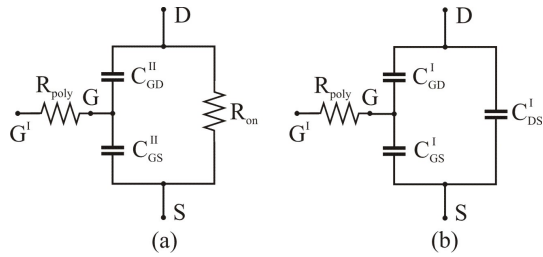 D
C_GD^II
R_poly
G
G^I
R_on
C_GS^II
S
(a)
D
C_GD^I
R_poly
G
G^I
C_DS^I
C_GS^I
S
(b)